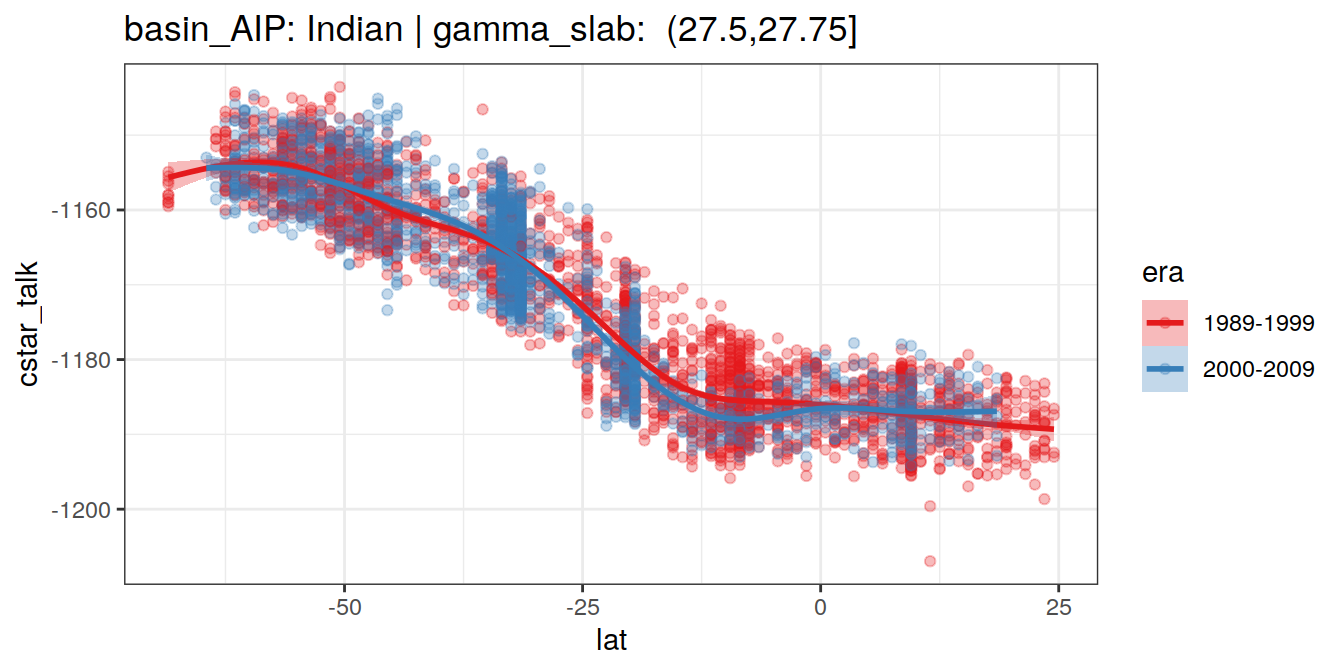 basin_AIP: Indian | gamma_slab:  (27.5,27.75]
cstar_talk
-1160
-1180
-1200
-50
-25
0
25
lat
era
1989-1999
2000-2009